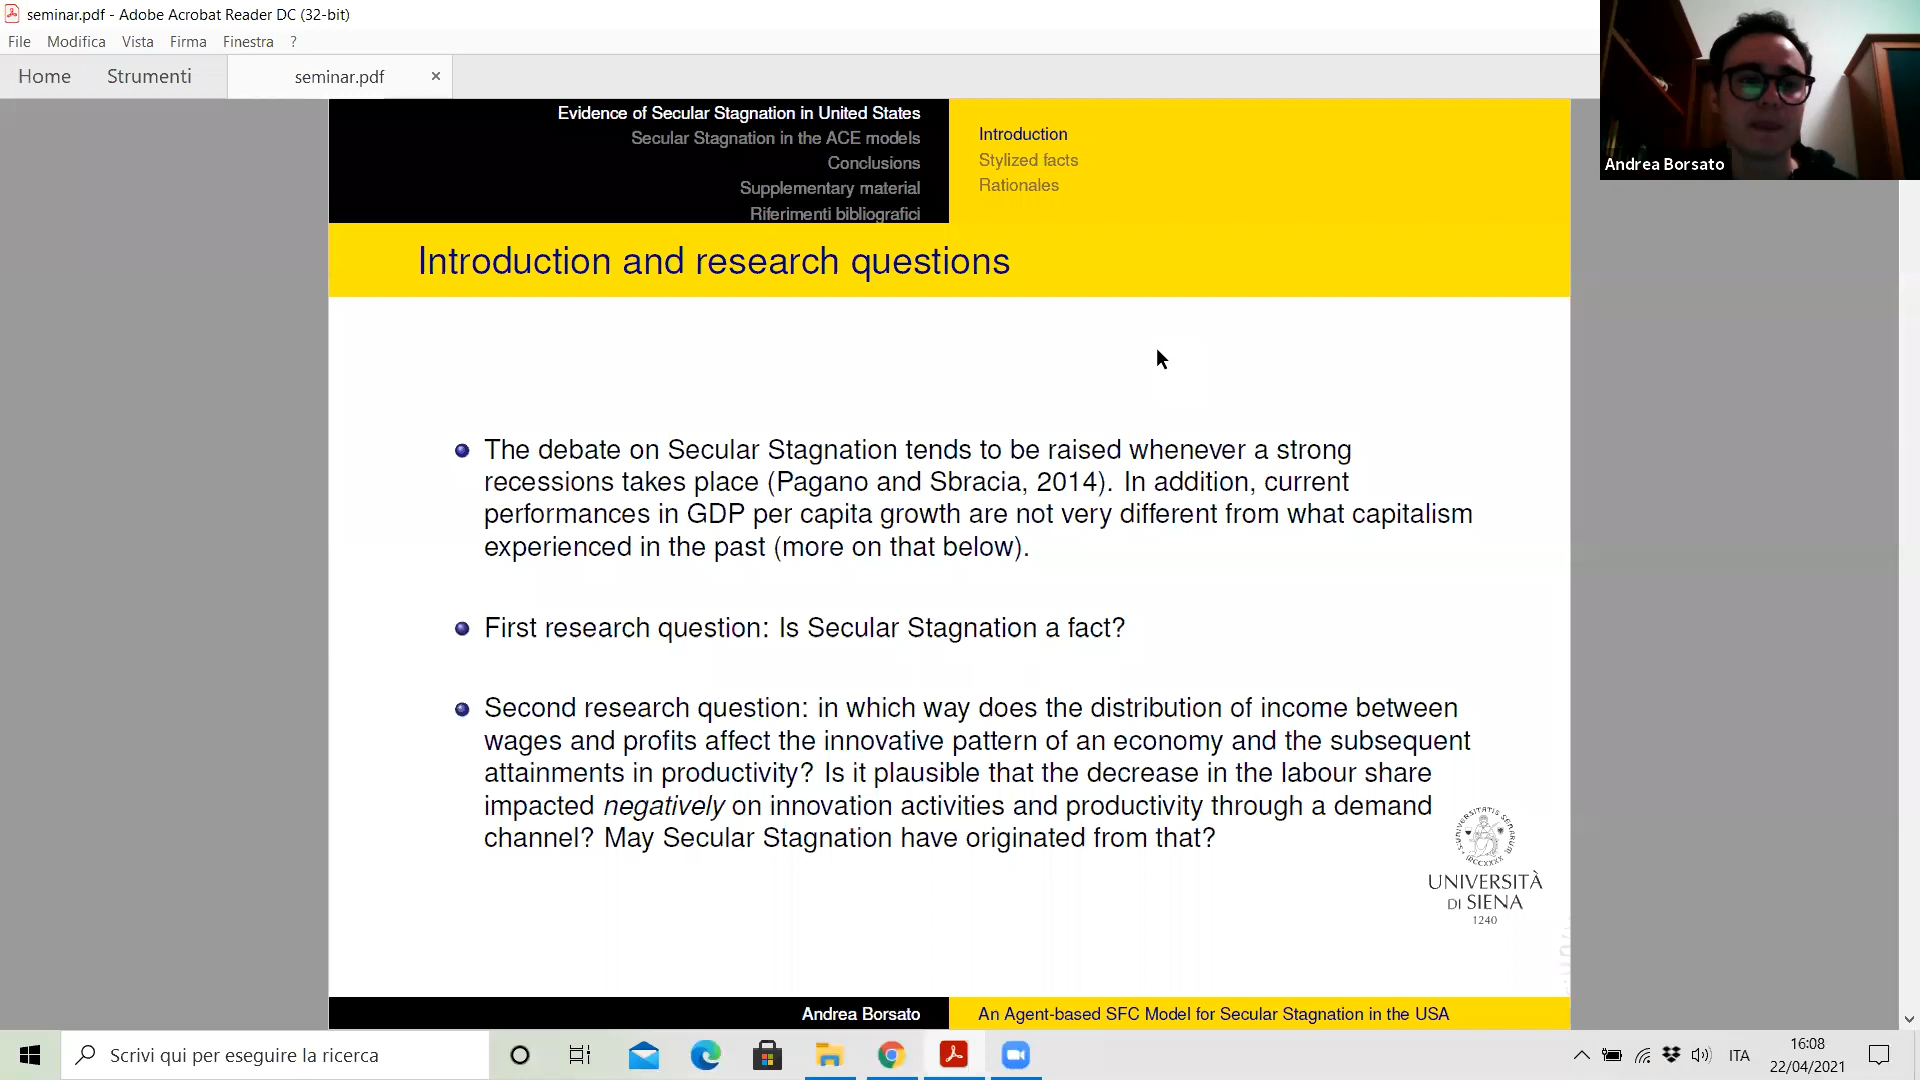 seminar.pdf - Adobe Acrobat Reader DC (32-bit)
File Modifica Vista Firma Finestra ?
Home Strumenti seminar.pdf ×
Andrea Borsato
Evidence of Secular Stagnation in United States
Secular Stagnation in the ACE models
Conclusions
Supplementary material
Riferimenti bibliografici
Introduction
Stylized facts
Rationales
Introduction and research questions
The debate on Secular Stagnation tends to be raised whenever a strong
recessions takes place (Pagano and Sbracia, 2014). In addition, current
performances in GDP per capita growth are not very different from what capitalism
experienced in the past (more on that below).
First research question: Is Secular Stagnation a fact?
Second research question: in which way does the distribution of income between
wages and profits affect the innovative pattern of an economy and the subsequent
attainments in productivity? Is it plausible that the decrease in the labour share
impacted negatively on innovation activities and productivity through a demand
channel? May Secular Stagnation have originated from that?
UNIVERSITÀ
DI SIENA
1240
Andrea Borsato
An Agent-based SFC Model for Secular Stagnation in the USA
Scrivi qui per eseguire la ricerca
ITA
16:08
22/04/2021